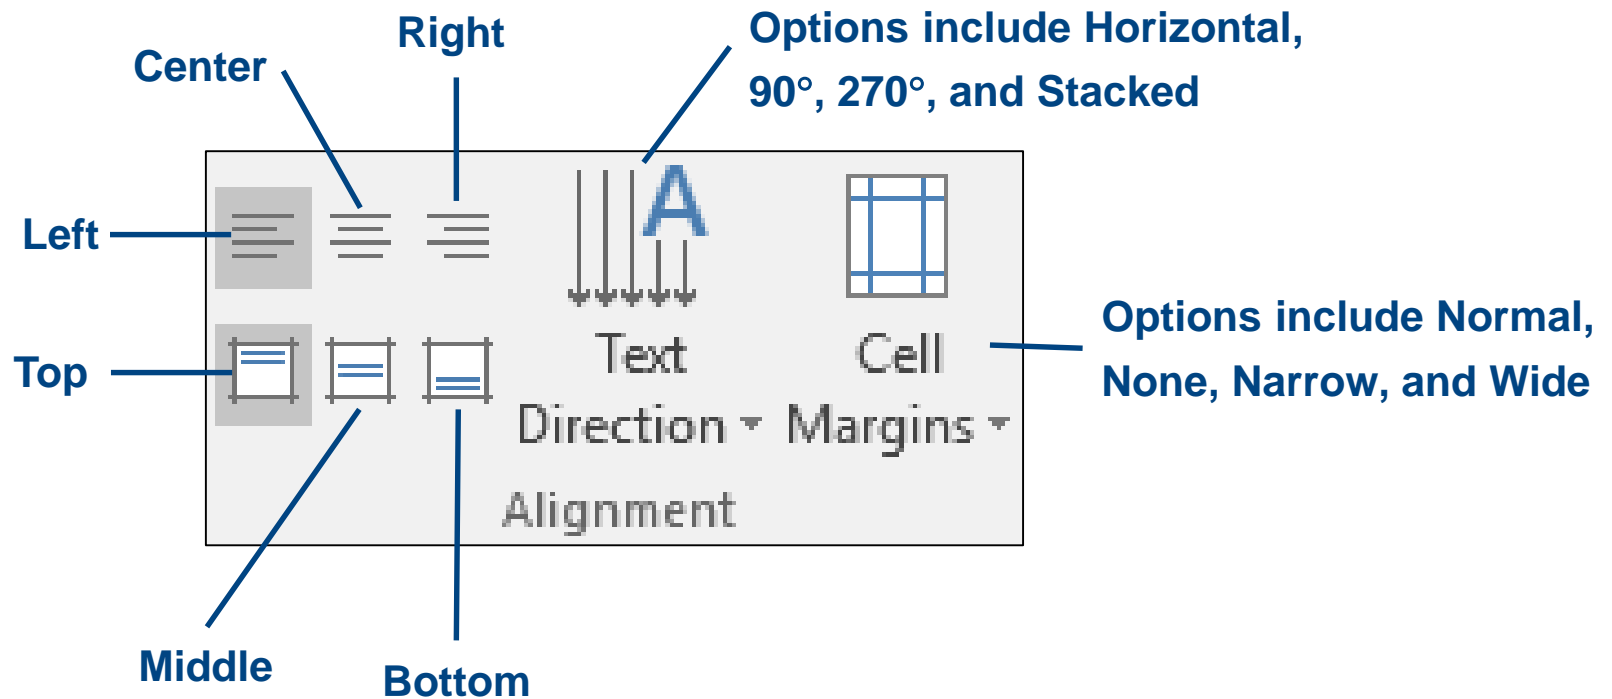 Options include Horizontal,
90°, 270°, and Stacked
Right
Center
Left
Top
A
Text
Direction
Cell
Margins
Options include Normal,
None, Narrow, and Wide
Alignment
Middle
Bottom